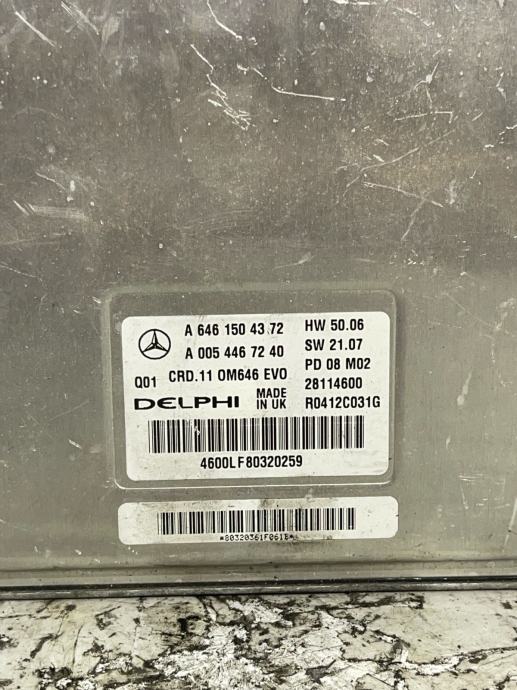 A 646 150 43 72 HW 50.06
A 005 446 72 40 SW 21.07
PD 08 M02
Q01 CRD.11 OM646 EVO 28114600
DELPHI MADE IN UK R0412C031G
4600LF80320259
*80320361F061B*